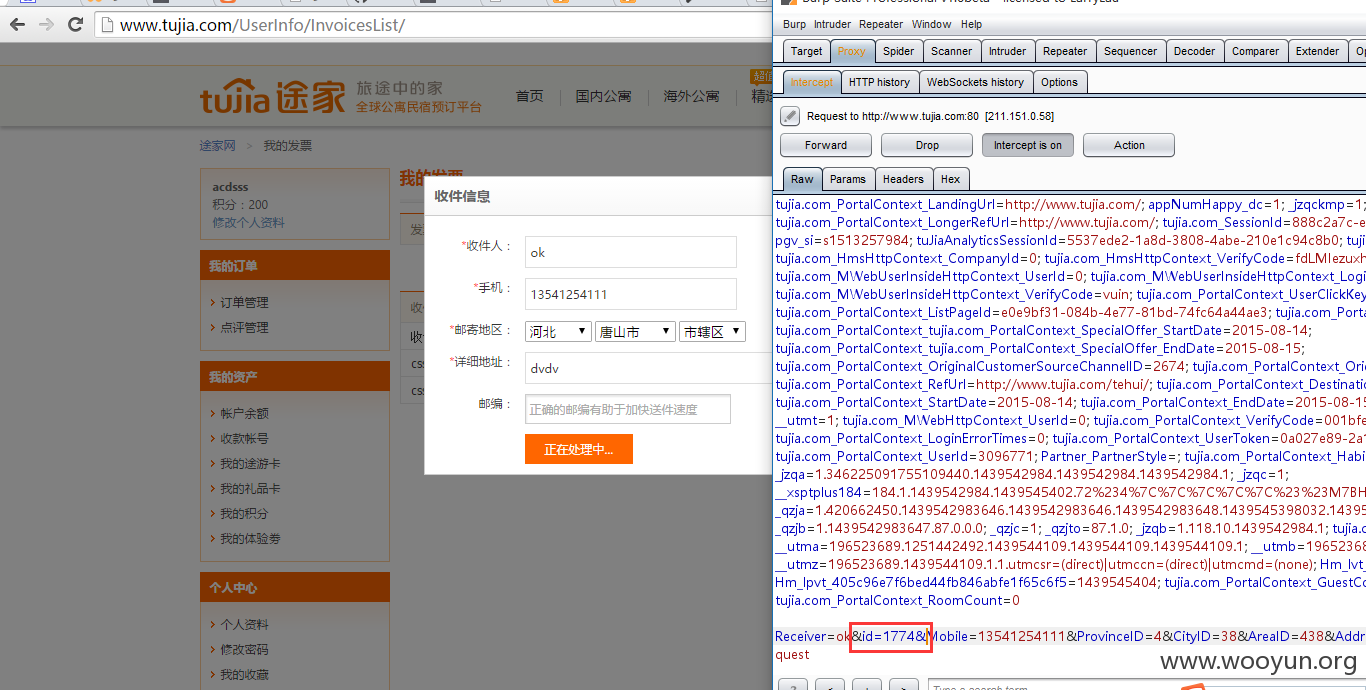 Burp Suite Professional
licensed to LarryLau
www.tujia.com/UserInfo/InvoicesList/
tujia途家
旅途中的家
全球公寓民宿预订平台
首页
国内公寓
海外公寓
途家网 > 我的发票
acdsss
积分：200
修改个人资料
我的订单
订单管理
点评管理
我的资产
帐户余额
收款帐号
我的途游卡
我的礼品卡
我的积分
我的体验券
个人中心
个人资料
修改密码
我的收藏
我的发票
收件信息
*收件人： ok
*手机： 13541254111
*邮寄地区： 河北 唐山市 市辖区
*详细地址： dvdv
邮编： 正确的邮编有助于加快送件速度
正在处理中...
Burp Intruder Repeater Window Help
Target Proxy Spider Scanner Intruder Repeater Sequencer Decoder Comparer Extender Op
Intercept HTTP history WebSockets history Options
Request to http://www.tujia.com:80 [211.151.0.58]
Forward Drop Intercept is on Action
Raw Params Headers Hex
tujia.com_PortalContext_LandingUrl=http://www.tujia.com/; appNumHappy_dc=1; _jzqckmp=1;
tujia.com_PortalContext_LongerRefUrl=http://www.tujia.com/; tujia.com_SessionId=888c2a7c-e
pgv_si=s1513257984; tuJiaAnalyticsSessionId=5537ede2-1a8d-3808-4abe-210e1c94c8b0; tuji
tujia.com_HmsHttpContext_CompanyId=0; tujia.com_HmsHttpContext_VerifyCode=fdLMIezuxh
tujia.com_MWebUserInsideHttpContext_UserId=0; tujia.com_MWebUserInsideHttpContext_Logi
tujia.com_MWebUserInsideHttpContext_VerifyCode=vuin; tujia.com_PortalContext_UserClickKey
tujia.com_PortalContext_ListPageId=e0e9bf31-084b-4e77-81bd-74fc64a44ae3; tujia.com_Porta
tujia.com_PortalContext_tujia.com_PortalContext_SpecialOffer_StartDate=2015-08-14;
tujia.com_PortalContext_tujia.com_PortalContext_SpecialOffer_EndDate=2015-08-15;
tujia.com_PortalContext_OriginalCustomerSourceChannelID=2674; tujia.com_PortalContext_Orig
tujia.com_PortalContext_RefUrl=http://www.tujia.com/tehui/; tujia.com_PortalContext_Destinatio
tujia.com_PortalContext_StartDate=2015-08-14; tujia.com_PortalContext_EndDate=2015-08-15
__utmt=1; tujia.com_MWebHttpContext_UserId=0; tujia.com_PortalContext_VerifyCode=001bfe
tujia.com_PortalContext_LoginErrorTimes=0; tujia.com_PortalContext_UserToken=0a027e89-2a1
tujia.com_PortalContext_UserId=3096771; Partner_PartnerStyle=; tujia.com_PortalContext_Habi
_jzqa=1.346225091755109440.1439542984.1439542984.1439542984.1; _jzqc=1;
__xsptplus184=184.1.1439542984.1439545402.72%234%7C%7C%7C%7C%7C%23%23M7BH
_qzja=1.420662450.1439542983646.1439542983646.1439542983648.1439545398032.14395
_qzjb=1.1439542983647.87.0.0.0; _qzjc=1; _qzjto=87.1.0; _jzqb=1.118.10.1439542984.1; tujia.c
__utma=196523689.1251442492.1439544109.1439544109.1439544109.1; __utmb=1965236
__utmz=196523689.1439544109.1.1.utmcsr=(direct)|utmccn=(direct)|utmcmd=(none); Hm_lvt_
Hm_lpvt_405c96e7f6bed44fb846abfe1f65c6f5=1439545404; tujia.com_PortalContext_GuestCo
tujia.com_PortalContext_RoomCount=0
Receiver=ok&id=1774&Mobile=13541254111&ProvinceID=4&CityID=38&AreaID=438&Addr
quest
www.wooyun.org
? < + > Type a search term